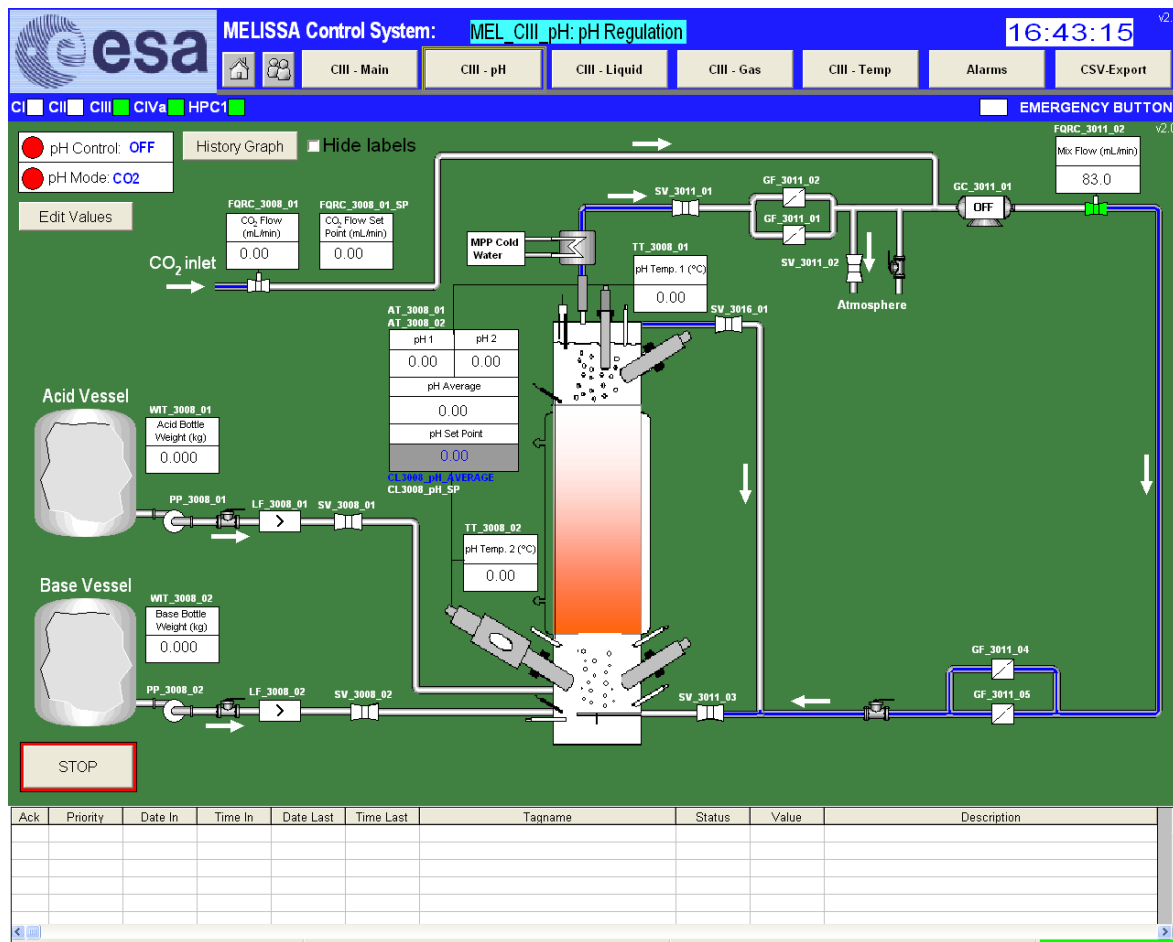 esa
MELISSA Control System:
MEL_CIII_pH: pH Regulation
16:43:15
v2
CIII - Main
CIII - pH
CIII - Liquid
CIII - Gas
CIII - Temp
Alarms
CSV-Export
CI
CII
CIII
CIVa
HPC1
EMERGENCY BUTTON
v2.0
pH Control: OFF
pH Mode: CO2
History Graph
Hide labels
Edit Values
FQRC_3011_02
Mix Flow (mL/min)
83.0
FQRC_3008_01
CO2 Flow
(mL/min)
0.00
FQRC_3008_01_SP
CO2 Flow Set
Point (mL/min)
0.00
CO2 inlet
MPP Cold
Water
SV_3011_01
GF_3011_02
GF_3011_01
GC_3011_01
OFF
SV_3011_02
Atmosphere
TT_3008_01
pH Temp. 1 (ºC)
0.00
SV_3016_01
AT_3008_01
AT_3008_02
pH 1
pH 2
0.00
0.00
pH Average
0.00
pH Set Point
0.00
CL3008_pH_AVERAGE
CL3008_pH_SP
Acid Vessel
WIT_3008_01
Acid Bottle
Weight (kg)
0.000
PP_3008_01
LF_3008_01
SV_3008_01
>
TT_3008_02
pH Temp. 2 (ºC)
0.00
Base Vessel
WIT_3008_02
Base Bottle
Weight (kg)
0.000
PP_3008_02
LF_3008_02
SV_3008_02
>
SV_3011_03
GF_3011_04
GF_3011_05
STOP
Ack
Priority
Date In
Time In
Date Last
Time Last
Tagname
Status
Value
Description